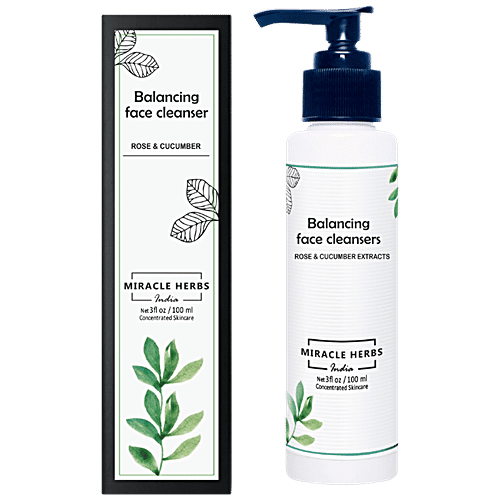 Balancing
face cleanser
ROSE & CUCUMBER
MIRACLE HERBS
India
Net 3fl oz / 100 ml
Concentrated Skincare
Balancing
face cleansers
ROSE & CUCUMBER EXTRACTS
MIRACLE HERBS
India
Net 3fl oz / 100 ml
Concentrated Skincare